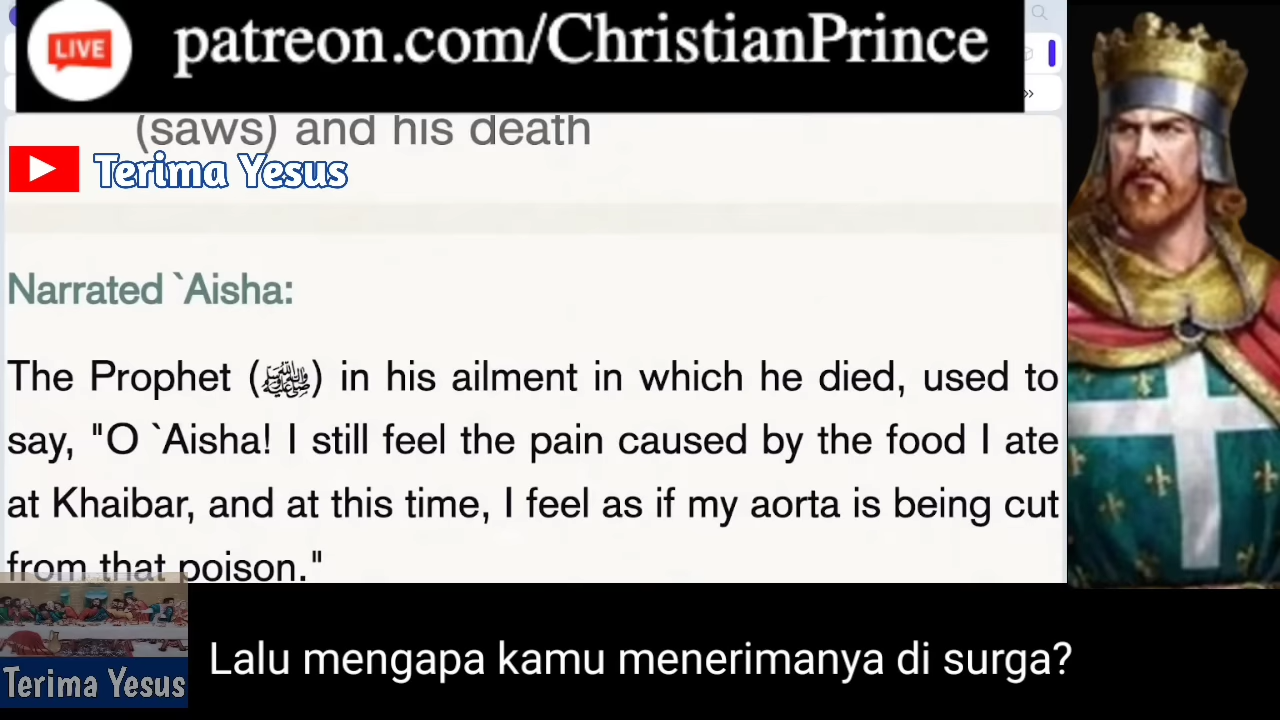 LIVE
patreon.com/ChristianPrince
(saws) and his death
Terima Yesus
Narrated `Aisha:
The Prophet (ﷺ) in his ailment in which he died, used to
say, "O `Aisha! I still feel the pain caused by the food I ate
at Khaibar, and at this time, I feel as if my aorta is being cut
from that poison."
Terima Yesus
Lalu mengapa kamu menerimanya di surga?